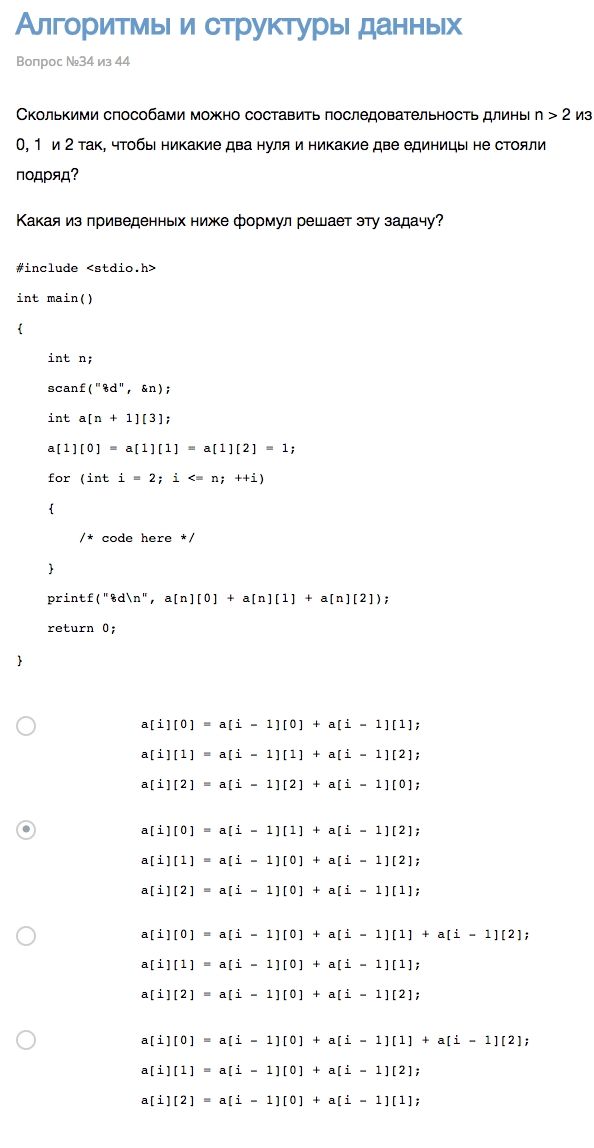 Алгоритмы и структуры данных
Вопрос №34 из 44
Сколькими способами можно составить последовательность длины n > 2 из
0, 1 и 2 так, чтобы никакие два нуля и никакие две единицы не стояли
подряд?
Какая из приведенных ниже формул решает эту задачу?
#include <stdio.h>
int main()
{
    int n;
    scanf("%d", &n);
    int a[n + 1][3];
    a[1][0] = a[1][1] = a[1][2] = 1;
    for (int i = 2; i <= n; ++i)
    {
        /* code here */
    }
    printf("%d\n", a[n][0] + a[n][1] + a[n][2]);
    return 0;
}
a[i][0] = a[i - 1][0] + a[i - 1][1];
a[i][1] = a[i - 1][1] + a[i - 1][2];
a[i][2] = a[i - 1][2] + a[i - 1][0];
a[i][0] = a[i - 1][1] + a[i - 1][2];
a[i][1] = a[i - 1][0] + a[i - 1][2];
a[i][2] = a[i - 1][0] + a[i - 1][1];
a[i][0] = a[i - 1][0] + a[i - 1][1] + a[i - 1][2];
a[i][1] = a[i - 1][0] + a[i - 1][1];
a[i][2] = a[i - 1][0] + a[i - 1][2];
a[i][0] = a[i - 1][0] + a[i - 1][1] + a[i - 1][2];
a[i][1] = a[i - 1][0] + a[i - 1][2];
a[i][2] = a[i - 1][0] + a[i - 1][1];